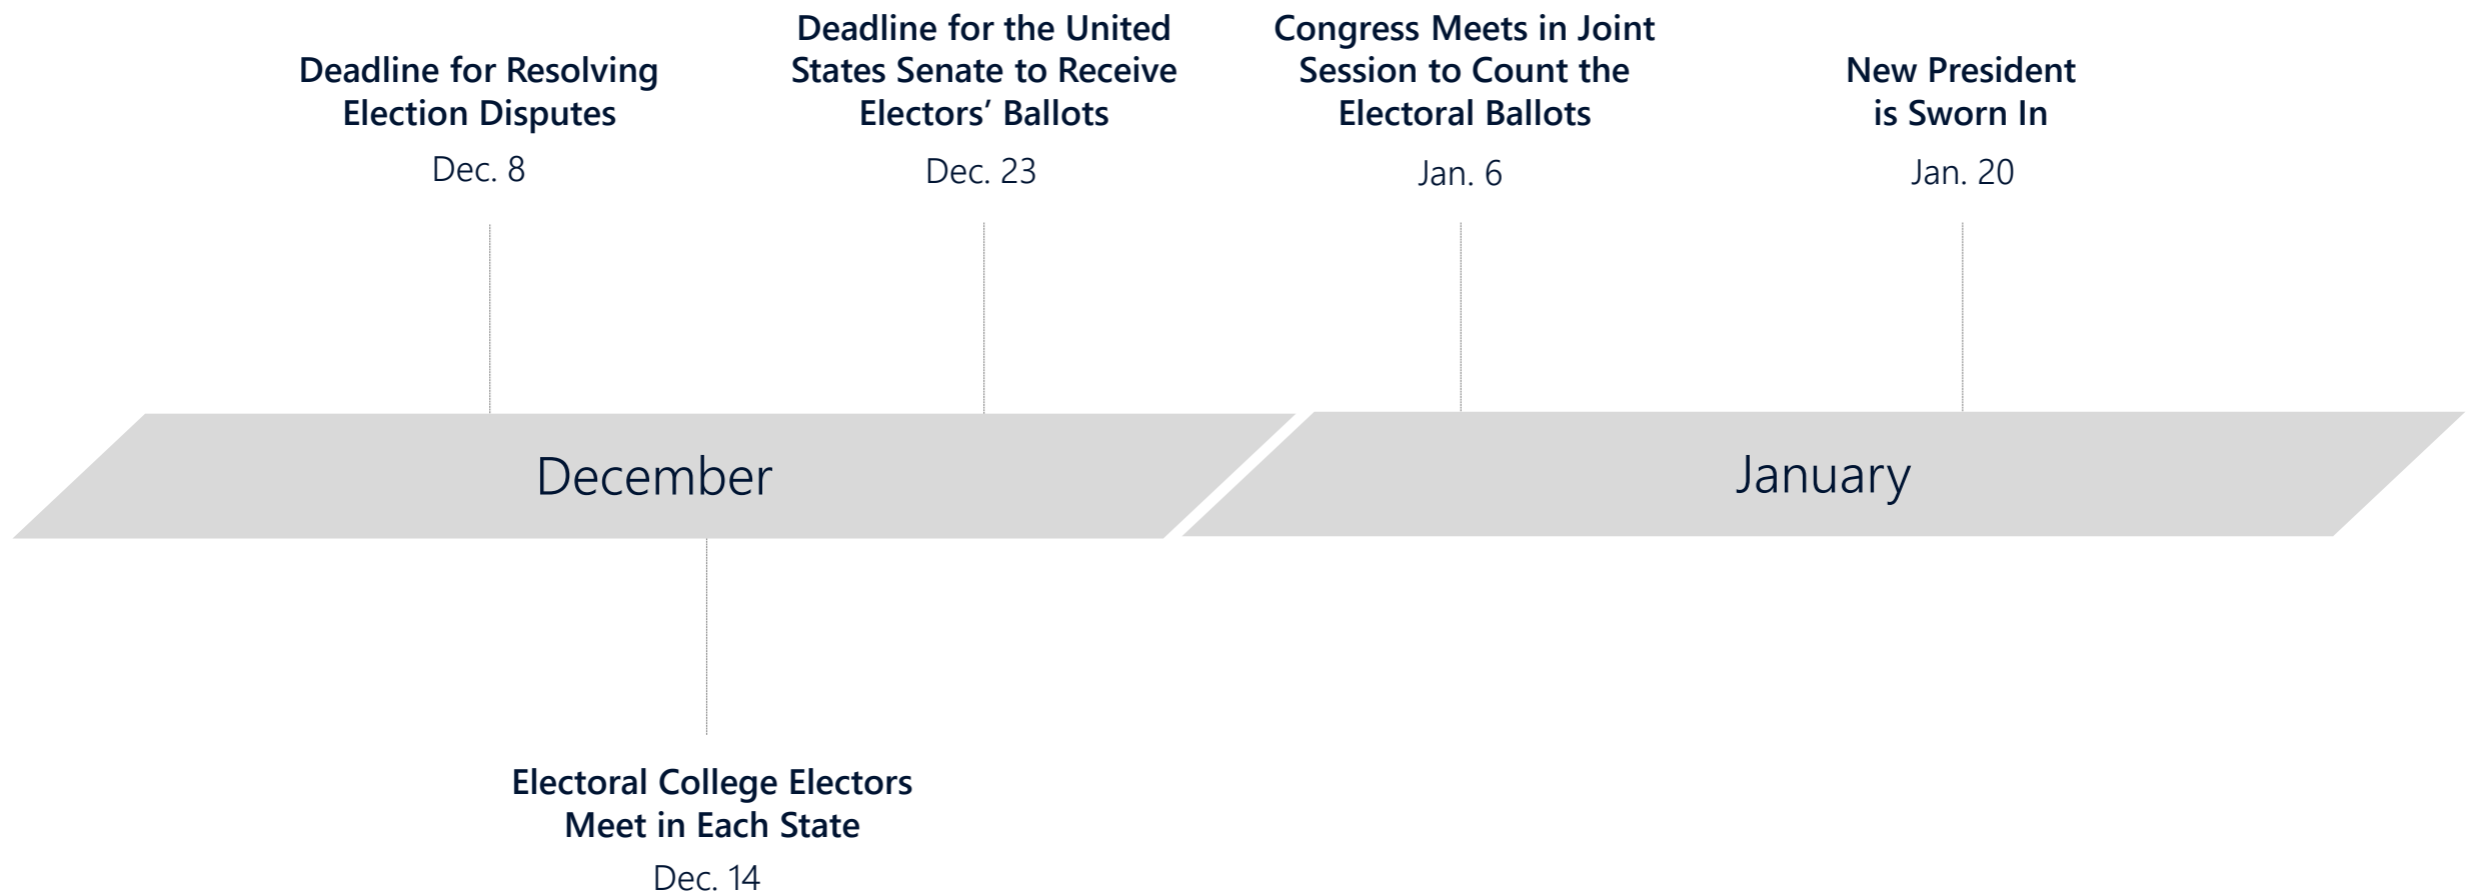 Deadline for Resolving
Election Disputes
Dec. 8
Deadline for the United
States Senate to Receive
Electors’ Ballots
Dec. 23
Congress Meets in Joint
Session to Count the
Electoral Ballots
Jan. 6
New President
is Sworn In
Jan. 20
December
January
Electoral College Electors
Meet in Each State
Dec. 14